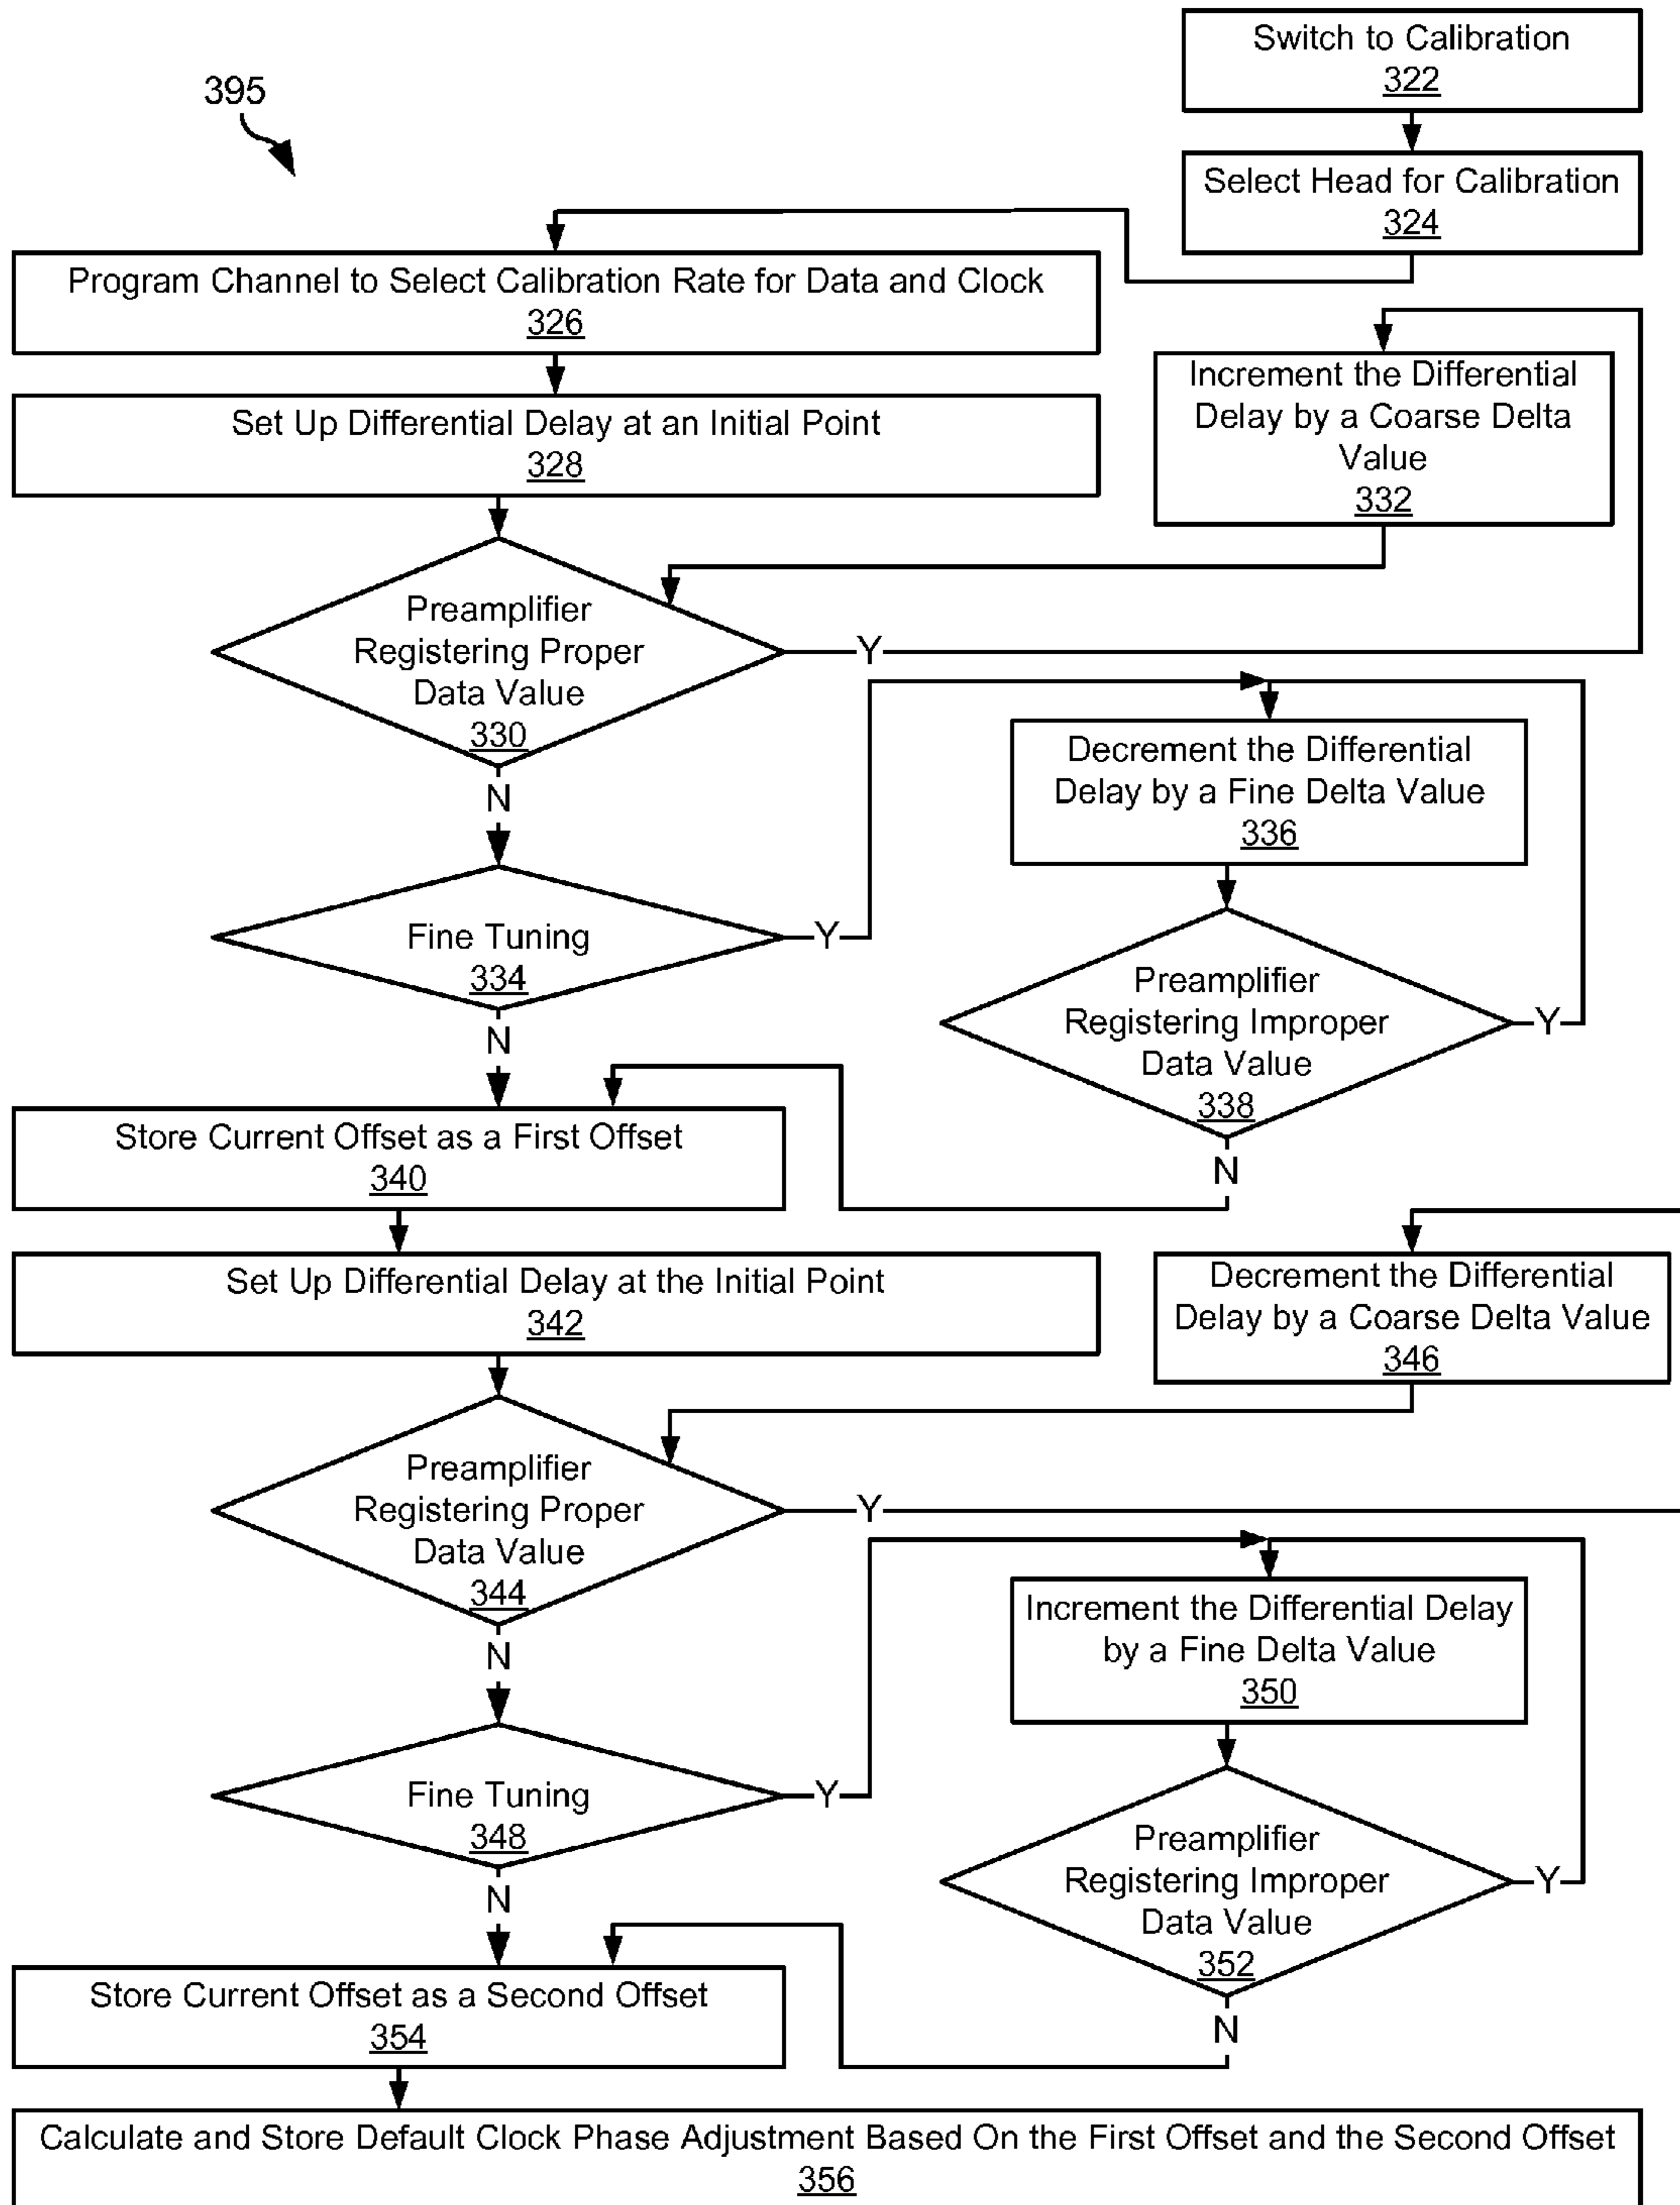 Switch to Calibration
322
395
Select Head for Calibration
324
Program Channel to Select Calibration Rate for Data and Clock
326
Increment the Differential
Delay by a Coarse Delta
Value
332
Set Up Differential Delay at an Initial Point
328
Preamplifier
Registering Proper
Data Value
330
Y
N
Decrement the Differential
Delay by a Fine Delta Value
336
Fine Tuning
334
Y
N
Preamplifier
Registering Improper
Data Value
338
Y
N
Store Current Offset as a First Offset
340
Set Up Differential Delay at the Initial Point
342
Decrement the Differential
Delay by a Coarse Delta Value
346
Preamplifier
Registering Proper
Data Value
344
Y
N
Increment the Differential Delay
by a Fine Delta Value
350
Fine Tuning
348
Y
N
Preamplifier
Registering Improper
Data Value
352
Y
N
Store Current Offset as a Second Offset
354
Calculate and Store Default Clock Phase Adjustment Based On the First Offset and the Second Offset
356